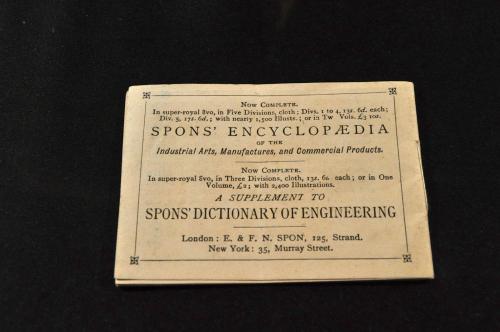 Now Complete.
In super-royal 8vo, in Five Divisions, cloth; Divs. 1 to 4, 13s. 6d. each;
Div. 5, 17s. 6d.; with nearly 1,500 Illusts.; or in Tw Vols. £3 10s.
SPONS' ENCYCLOPÆDIA
OF THE
Industrial Arts, Manufactures, and Commercial Products.
Now Complete.
In super-royal 8vo, in Three Divisions, cloth, 13s. 6d. each; or in One
Volume, £2; with 2,400 Illustrations.
A SUPPLEMENT TO
SPONS' DICTIONARY OF ENGINEERING
London: E. & F. N. SPON, 125, Strand.
New York: 35, Murray Street.